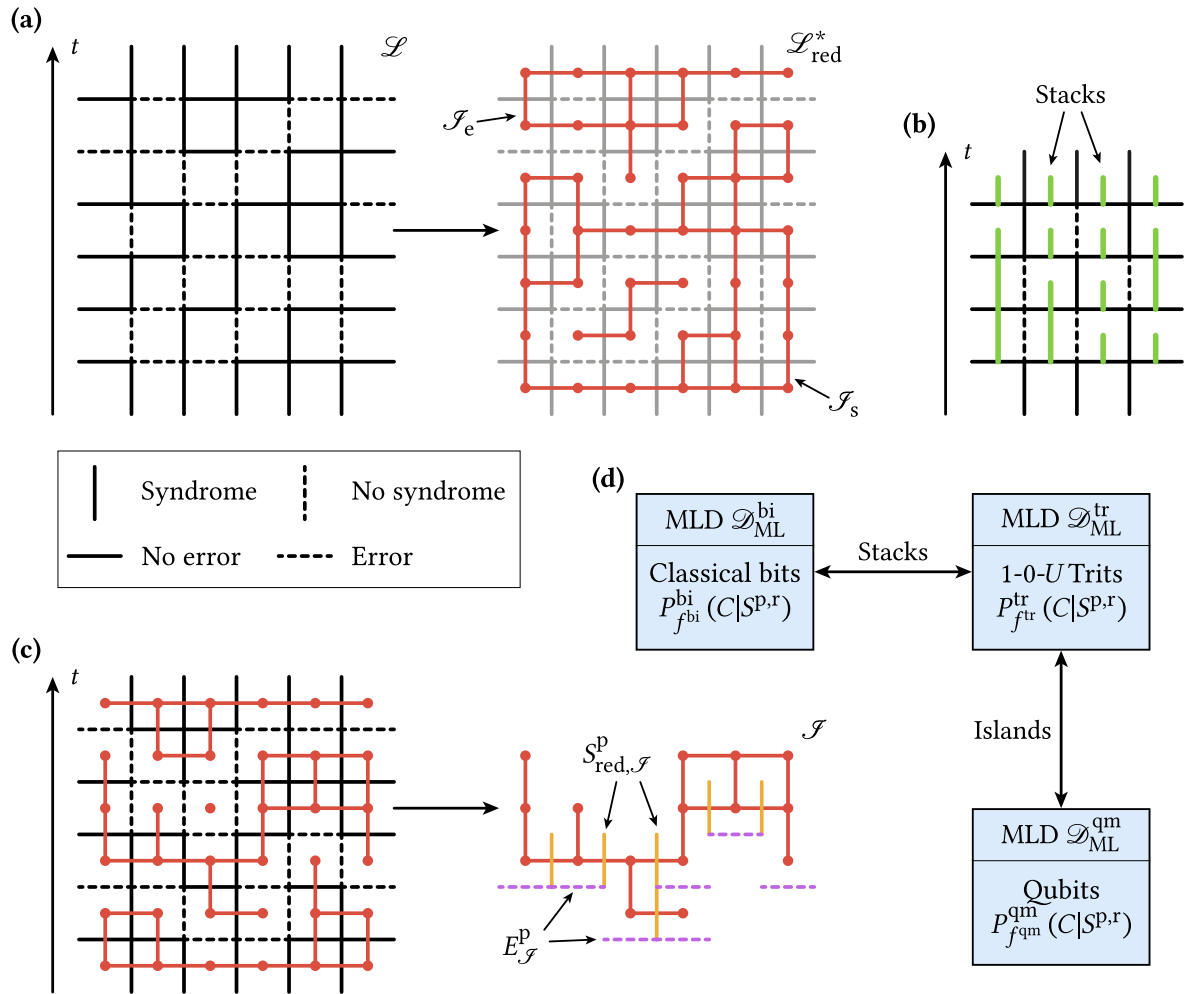 (a)
t
ℒ
ℒ*red
ℐe
ℐs
(b)
Stacks
t
Syndrome
No syndrome
No error
Error
(c)
t
ℐ
S^p_red,ℐ
E^p_ℐ
(d)
MLD 𝒟^bi_ML
Classical bits
P^bi_f^bi (C|S^p,r)
Stacks
MLD 𝒟^tr_ML
1-0-U Trits
P^tr_f^tr (C|S^p,r)
Islands
MLD 𝒟^qm_ML
Qubits
P^qm_f^qm (C|S^p,r)